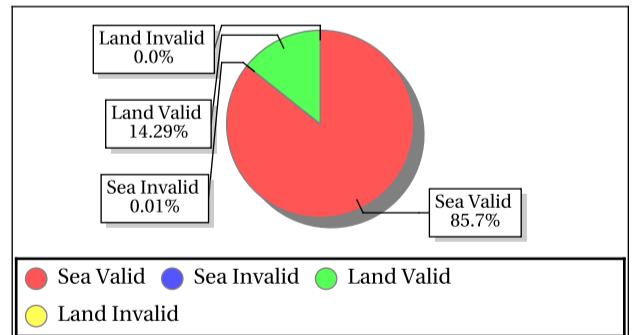 Land Invalid
0.0%
Land Valid
14.29%
Sea Invalid
0.01%
Sea Valid
85.7%
Sea Valid Sea Invalid Land Valid
Land Invalid